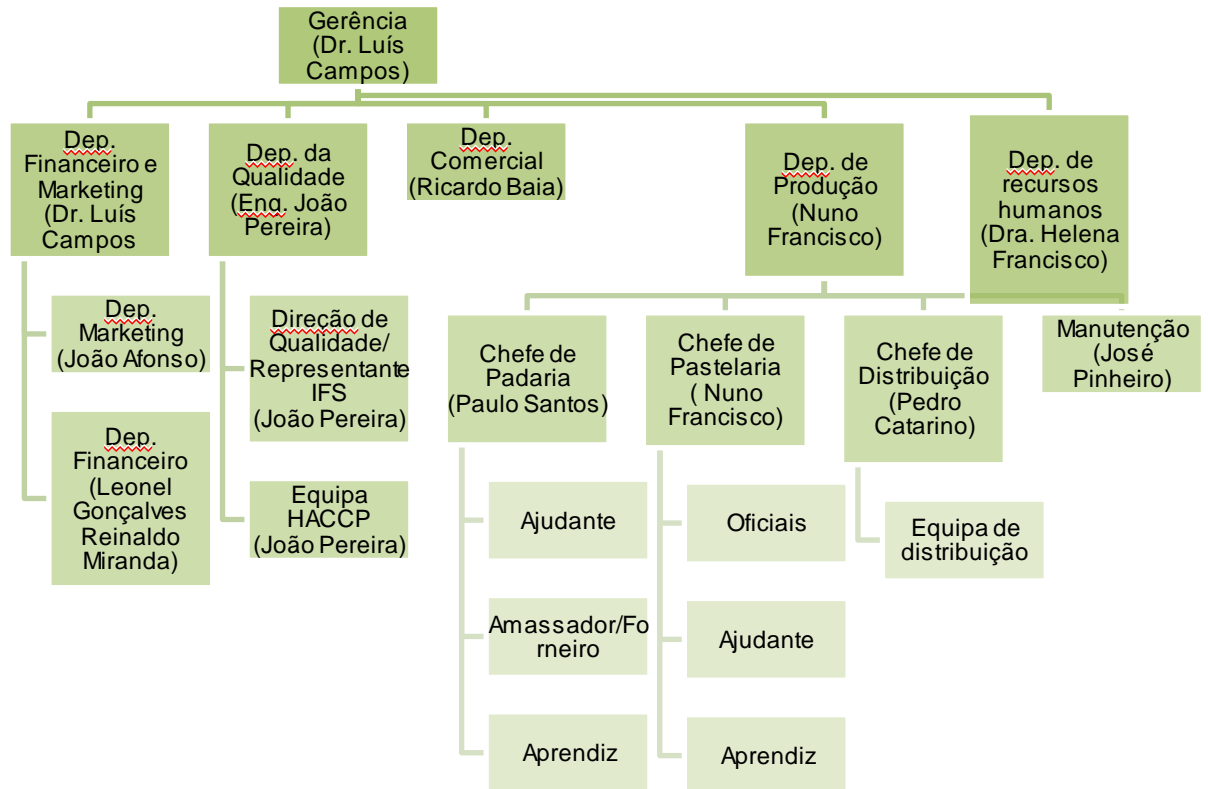 Gerência
(Dr. Luís
Campos)
Dep.
Financeiro e
Marketing
(Dr. Luís
Campos
Dep. da
Qualidade
(Eng. João
Pereira)
Dep.
Comercial
(Ricardo Baia)
Dep. de
Produção
(Nuno
Francisco)
Dep. de
recursos
humanos
(Dra. Helena
Francisco)
Dep.
Marketing
(João Afonso)
Dep.
Financeiro
(Leonel
Gonçalves
Reinaldo
Miranda)
Direção de
Qualidade/
Representante
IFS
(João Pereira)
Equipa
HACCP
(João Pereira)
Chefe de
Padaria
(Paulo Santos)
Ajudante
Amassador/Fo
rneiro
Aprendiz
Chefe de
Pastelaria
( Nuno
Francisco)
Oficiais
Ajudante
Aprendiz
Chefe de
Distribuição
(Pedro
Catarino)
Equipa de
distribuição
Manutenção
(José
Pinheiro)